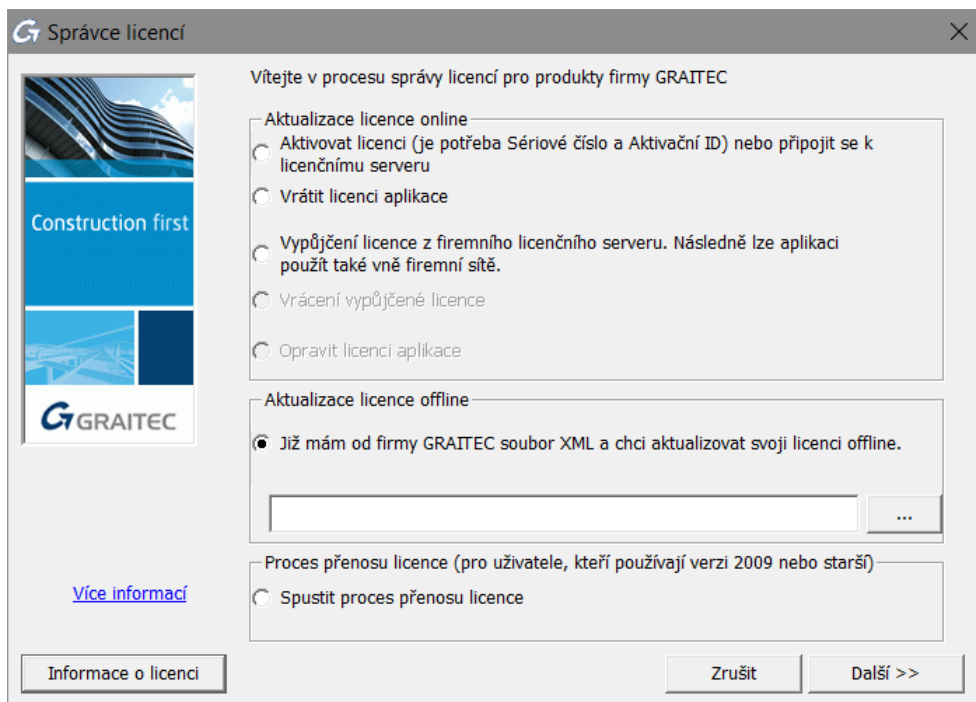 Správce licencí
Vítejte v procesu správy licencí pro produkty firmy GRAITEC
Aktualizace licence online
Aktivovat licenci (je potřeba Sériové číslo a Aktivační ID) nebo připojit se k
licenčnímu serveru
Vrátit licenci aplikace
Construction first
Vypůjčení licence z firemního licenčního serveru. Následně lze aplikaci
použít také vně firemní sítě.
Vrácení vypůjčené licence
Opravit licenci aplikace
Aktualizace licence offline
GRAITEC
Již mám od firmy GRAITEC soubor XML a chci aktualizovat svoji licenci offline.
...
Proces přenosu licence (pro uživatele, kteří používají verzi 2009 nebo starší)
Více informací
Spustit proces přenosu licence
Informace o licenci
Zrušit
Další >>